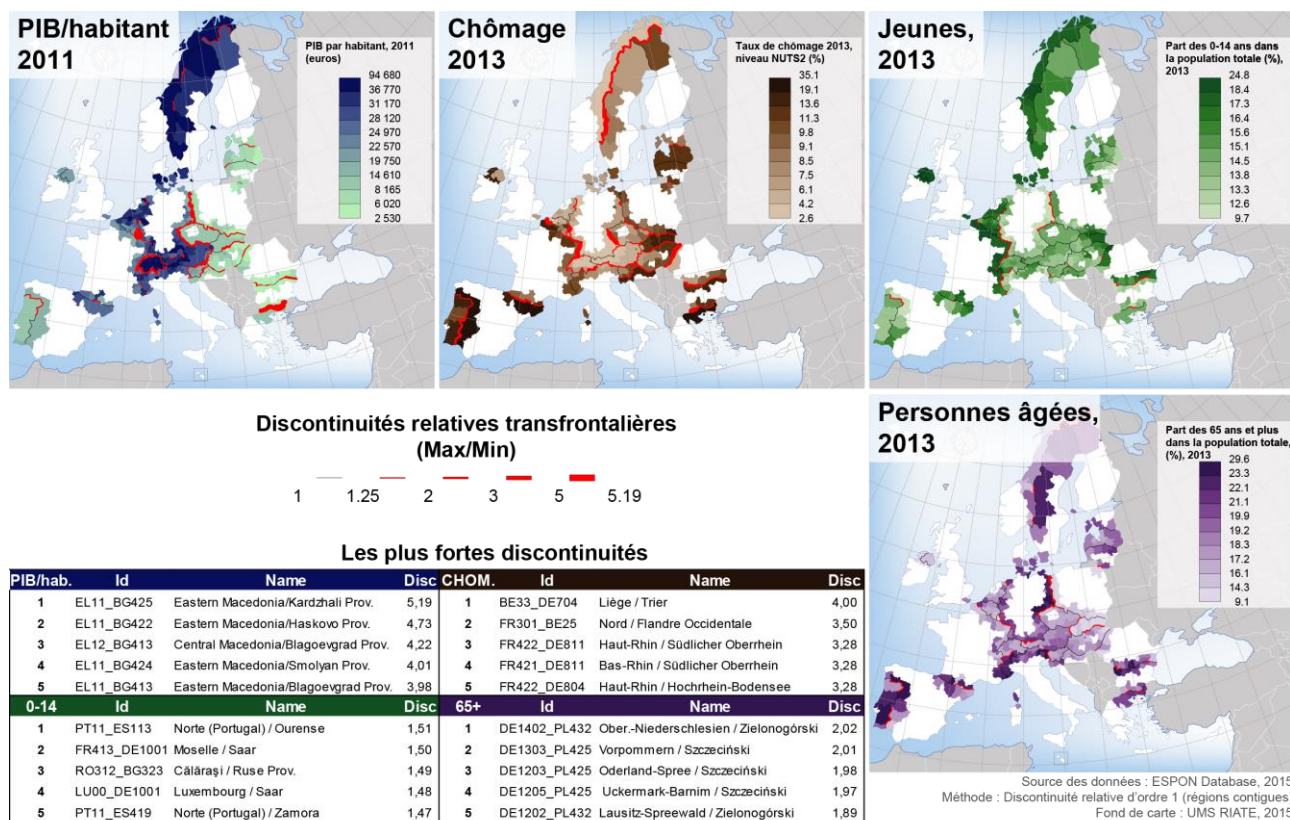 PIB/habitant
2011
PIB par habitant, 2011
(euros)
94 680
36 770
31 170
28 120
24 970
22 570
19 750
14 610
8 165
6 020
2 530
Chômage
2013
Taux de chômage 2013,
niveau NUTS2 (%)
35.1
19.1
13.6
11.3
9.8
9.1
8.5
7.5
6.1
4.2
2.6
Jeunes,
2013
Part des 0-14 ans dans
la population totale (%),
2013
24.8
18.4
17.3
16.4
15.6
15.1
14.5
13.8
13.3
12.6
9.7
Discontinuités relatives transfrontalières
(Max/Min)
1 1.25 2 3 5 5.19
Personnes âgées,
2013
Part des 65 ans et plus
dans la population totale,
(%), 2013
29.6
23.3
22.1
21.1
19.9
19.2
18.3
17.2
16.1
14.3
9.1
Les plus fortes discontinuités
PIB/hab. Id Name Disc CHOM. Id Name Disc
1 EL11_BG425 Eastern Macedonia/Kardzhali Prov. 5,19 1 BE33_DE704 Liège / Trier 4,00
2 EL11_BG422 Eastern Macedonia/Haskovo Prov. 4,73 2 FR301_BE25 Nord / Flandre Occidentale 3,50
3 EL12_BG413 Central Macedonia/Blagoevgrad Prov. 4,22 3 FR422_DE811 Haut-Rhin / Südlicher Oberrhein 3,28
4 EL11_BG424 Eastern Macedonia/Smolyan Prov. 4,01 4 FR421_DE811 Bas-Rhin / Südlicher Oberrhein 3,28
5 EL11_BG413 Eastern Macedonia/Blagoevgrad Prov. 3,98 5 FR422_DE804 Haut-Rhin / Hochrhein-Bodensee 3,28
0-14 Id Name Disc 65+ Id Name Disc
1 PT11_ES113 Norte (Portugal) / Ourense 1,51 1 DE1402_PL432 Ober.-Niederschlesien / Zielonogórski 2,02
2 FR413_DE1001 Moselle / Saar 1,50 2 DE1303_PL425 Vorpommern / Szczeciński 2,01
3 RO312_BG323 Călărași / Ruse Prov. 1,49 3 DE1203_PL425 Oderland-Spree / Szczeciński 1,98
4 LU00_DE1001 Luxembourg / Saar 1,48 4 DE1205_PL425 Uckermark-Barnim / Szczeciński 1,97
5 PT11_ES419 Norte (Portugal) / Zamora 1,47 5 DE1202_PL432 Lausitz-Spreewald / Zielonogórski 1,89
Source des données : ESPON Database, 2015
Méthode : Discontinuité relative d'ordre 1 (régions contigues)
Fond de carte : UMS RIATE, 2015